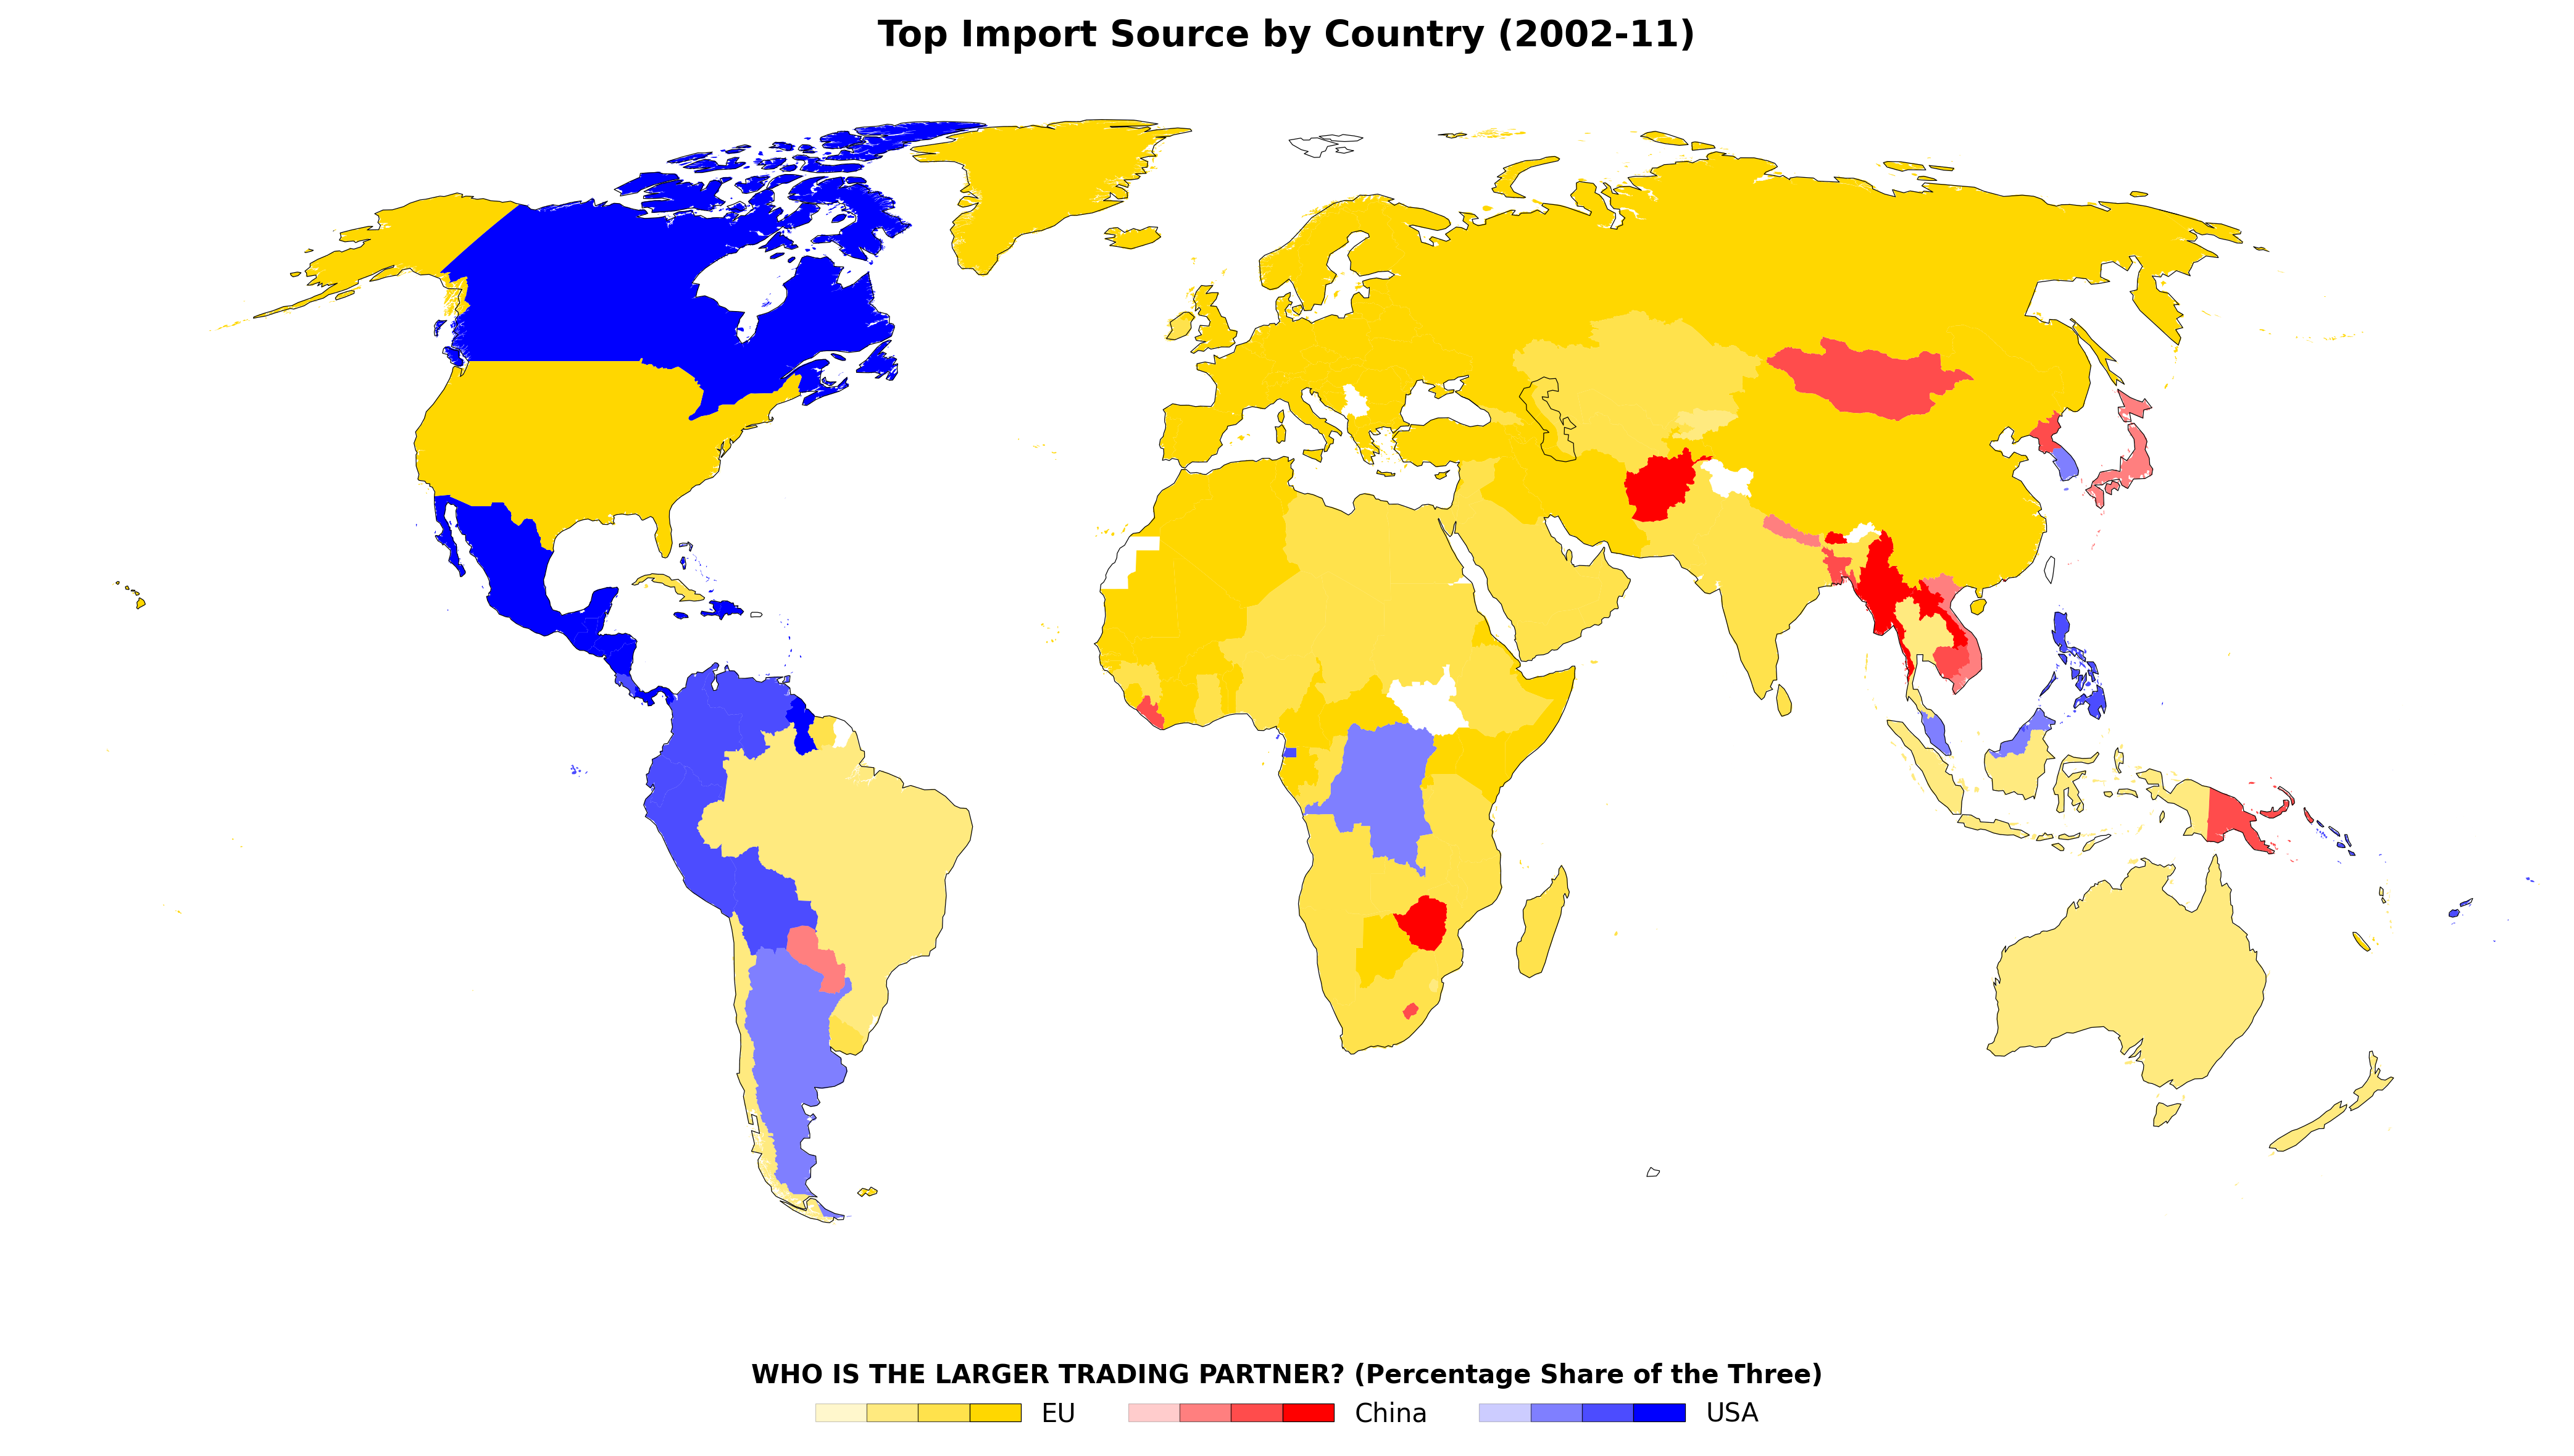 Top Import Source by Country (2002-11)
WHO IS THE LARGER TRADING PARTNER? (Percentage Share of the Three)
EU China USA